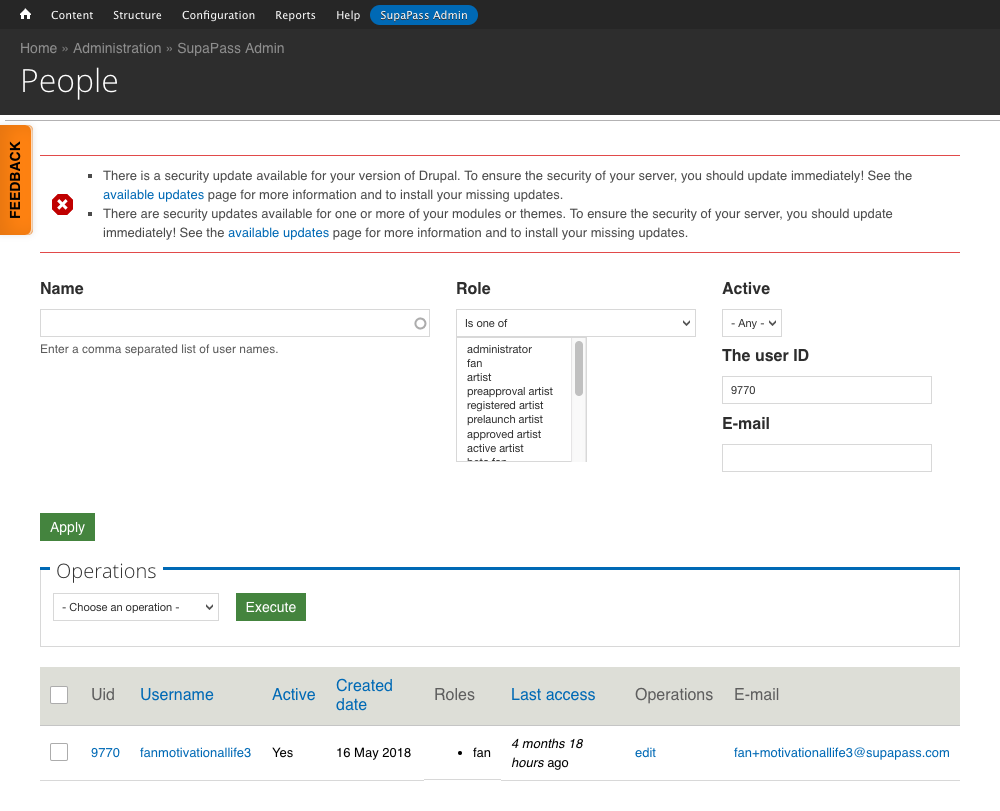 Content Structure Configuration Reports Help SupaPass Admin
Home » Administration » SupaPass Admin
People
FEEDBACK
There is a security update available for your version of Drupal. To ensure the security of your server, you should update immediately! See the
available updates page for more information and to install your missing updates.
There are security updates available for one or more of your modules or themes. To ensure the security of your server, you should update
immediately! See the available updates page for more information and to install your missing updates.
Name
Enter a comma separated list of user names.
Role
Is one of
administrator
fan
artist
preapproval artist
registered artist
prelaunch artist
approved artist
active artist
beta fan
Active
- Any -
The user ID
9770
E-mail
Apply
Operations
- Choose an operation - Execute
Uid Username Active Created date Roles Last access Operations E-mail
9770 fanmotivationallife3 Yes 16 May 2018 • fan 4 months 18 hours ago edit fan+motivationallife3@supapass.com